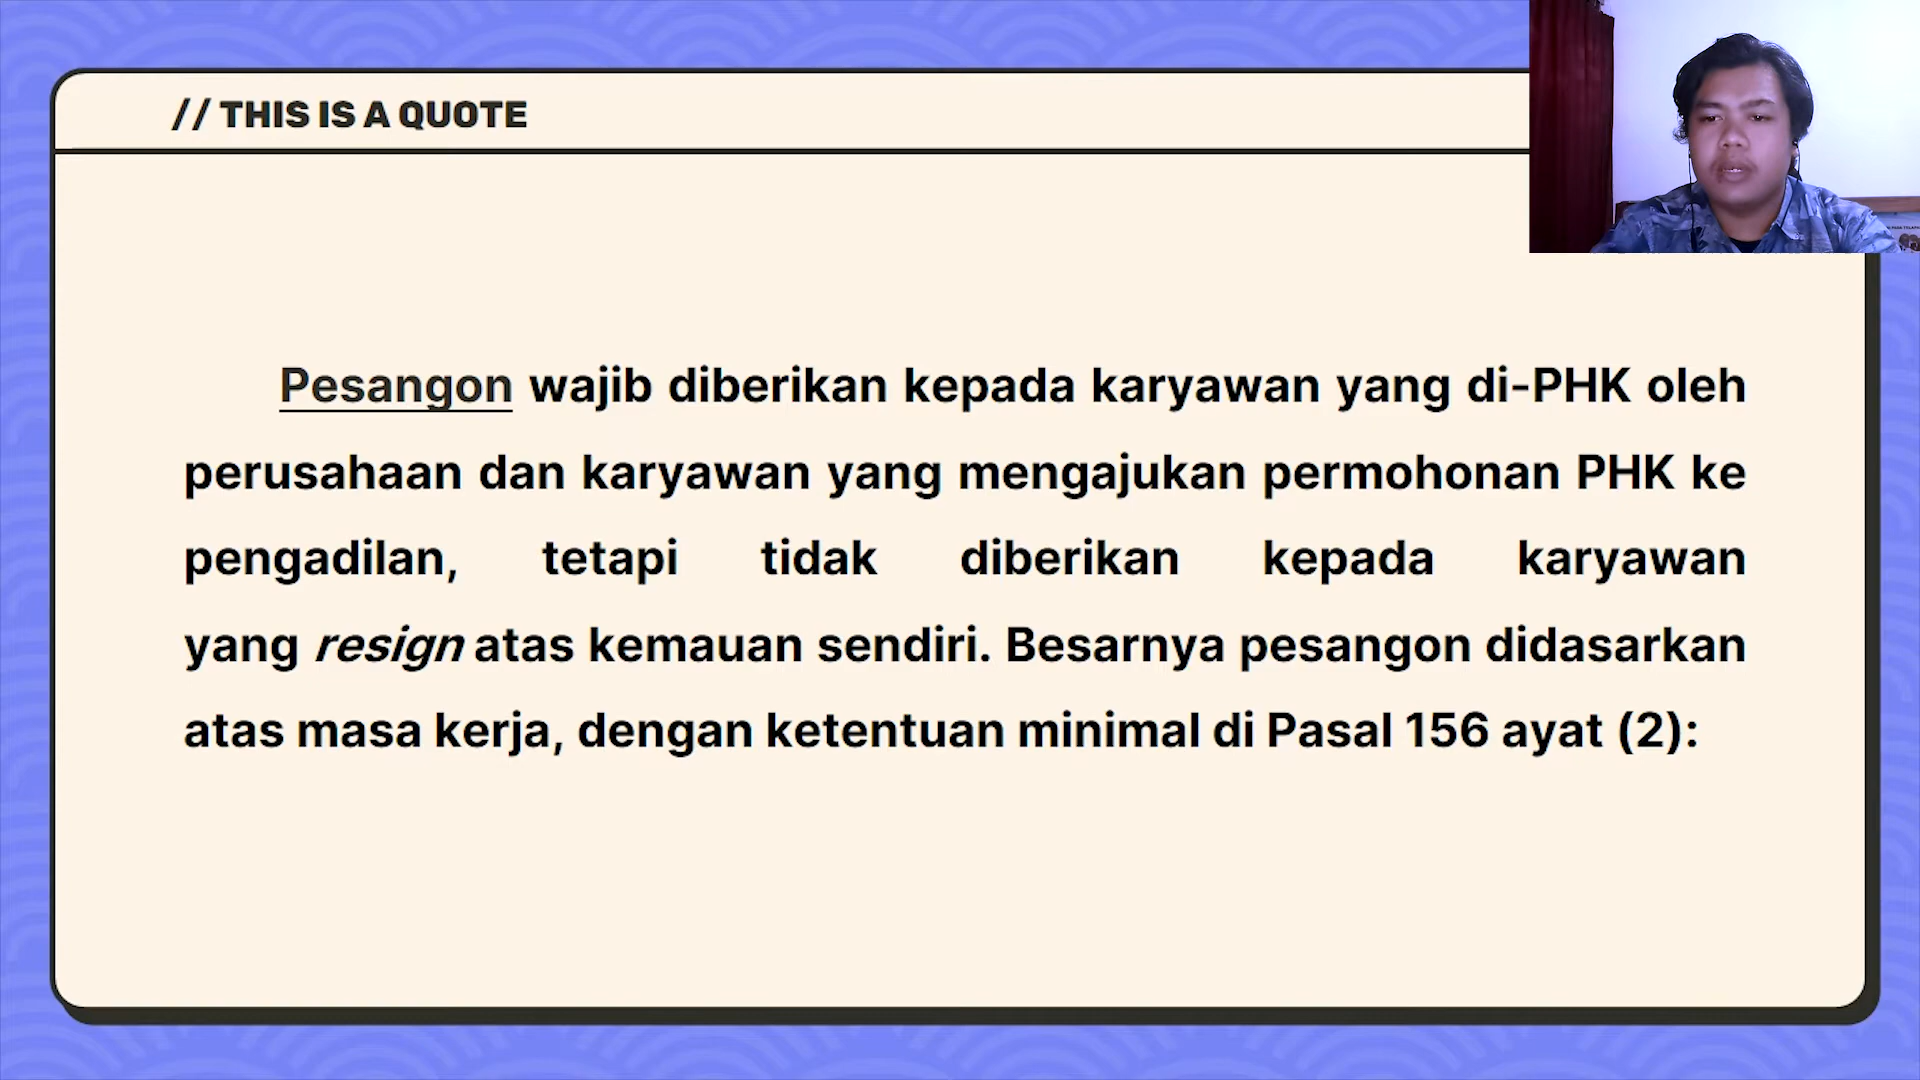 // THIS IS A QUOTE
Pesangon wajib diberikan kepada karyawan yang di-PHK oleh
perusahaan dan karyawan yang mengajukan permohonan PHK ke
pengadilan, tetapi tidak diberikan kepada karyawan
yang resign atas kemauan sendiri. Besarnya pesangon didasarkan
atas masa kerja, dengan ketentuan minimal di Pasal 156 ayat (2):